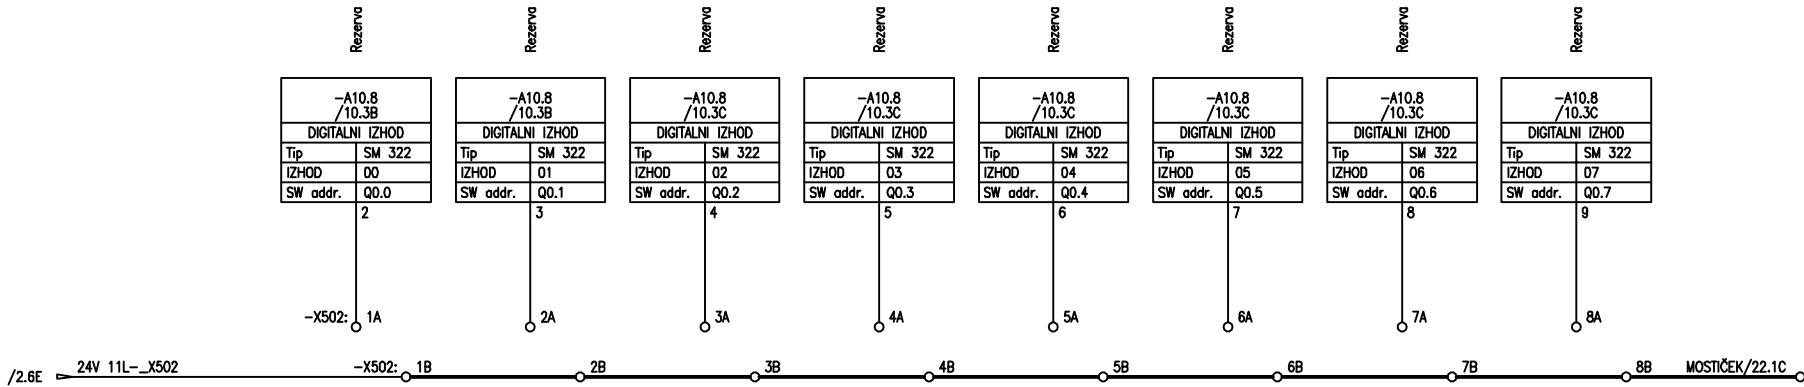 Rezerva
Rezerva
Rezerva
Rezerva
Rezerva
Rezerva
Rezerva
Rezerva
-A10.8
/10.3B
DIGITALNI IZHOD
Tip SM 322
IZHOD 00
SW addr. Q0.0
2
-A10.8
/10.3B
DIGITALNI IZHOD
Tip SM 322
IZHOD 01
SW addr. Q0.1
3
-A10.8
/10.3C
DIGITALNI IZHOD
Tip SM 322
IZHOD 02
SW addr. Q0.2
4
-A10.8
/10.3C
DIGITALNI IZHOD
Tip SM 322
IZHOD 03
SW addr. Q0.3
5
-A10.8
/10.3C
DIGITALNI IZHOD
Tip SM 322
IZHOD 04
SW addr. Q0.4
6
-A10.8
/10.3C
DIGITALNI IZHOD
Tip SM 322
IZHOD 05
SW addr. Q0.5
7
-A10.8
/10.3C
DIGITALNI IZHOD
Tip SM 322
IZHOD 06
SW addr. Q0.6
8
-A10.8
/10.3C
DIGITALNI IZHOD
Tip SM 322
IZHOD 07
SW addr. Q0.7
9
-X502: 1A 2A 3A 4A 5A 6A 7A 8A
/2.6E 24V 11L-_X502 -X502: 1B 2B 3B 4B 5B 6B 7B 8B MOSTIČEK/22.1C